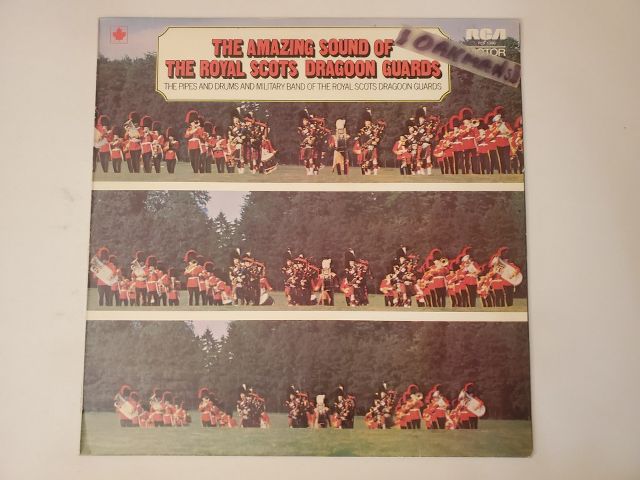 THE AMAZING SOUND OF
THE ROYAL SCOTS DRAGOON GUARDS
THE PIPES AND DRUMS AND MILITARY BAND OF THE ROYAL SCOTS DRAGOON GUARDS
RCA